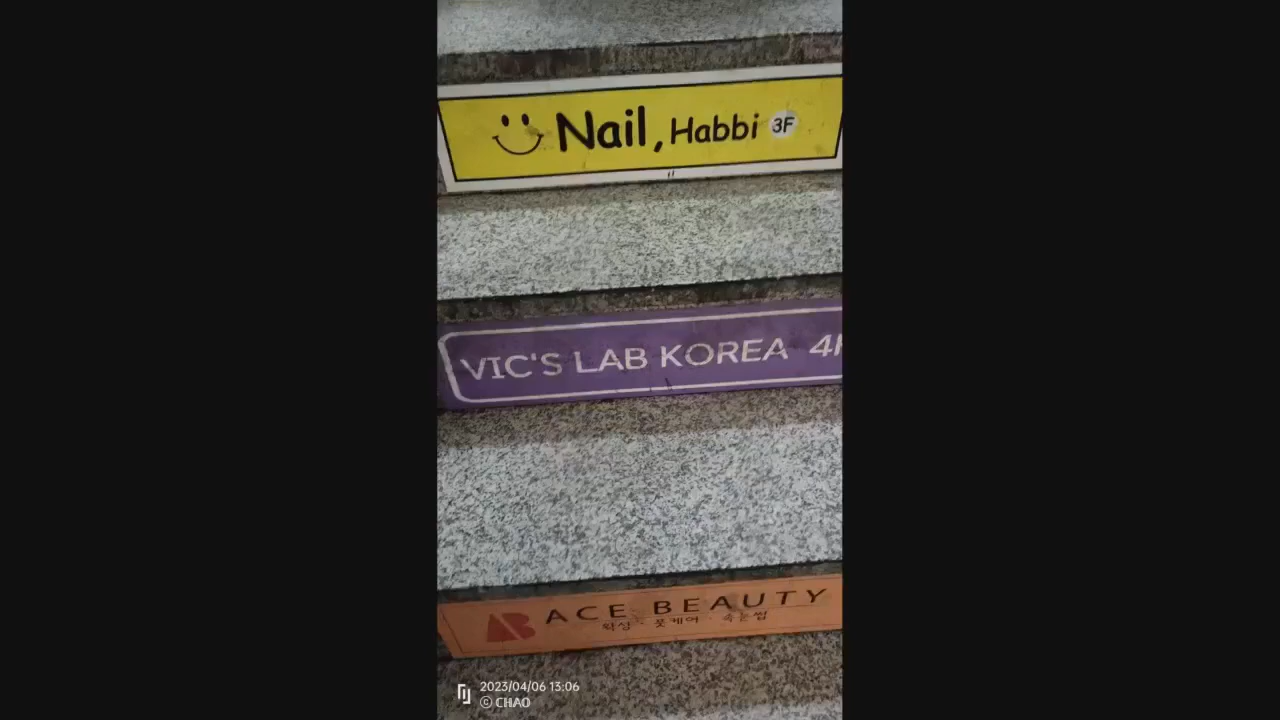 Nail, Habbi 3F
VIC'S LAB KOREA 4F
ACE BEAUTY
왁싱 · 풋케어 · 속눈썹
2023/04/06 13:06
© CHAO